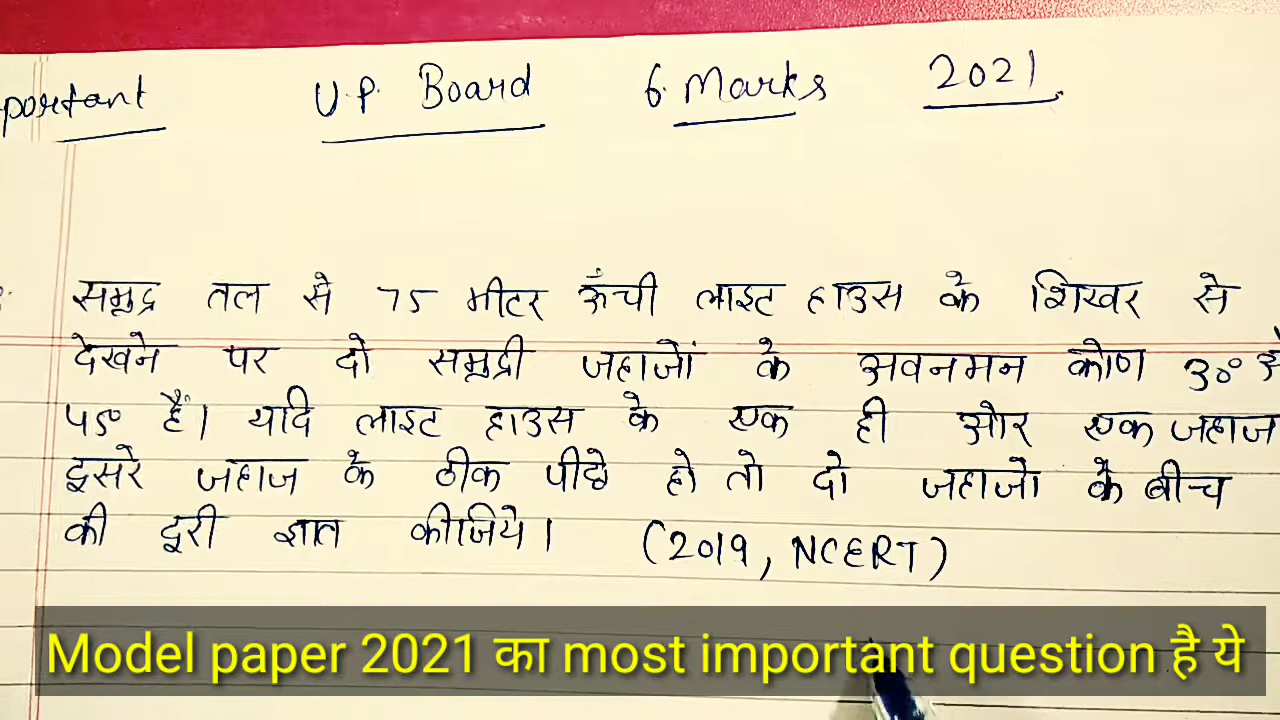 portant U.P. Board 6 Marks 2021
समुद्र तल से 75 मीटर ऊँची लाइट हाउस के शिखर से
देखने पर दो समुद्री जहाजों के अवनमन कोण 30°
45° हैं। यदि लाइट हाउस के एक ही ओर एक जहाज
दूसरे जहाज के ठीक पीछे हो तो दो जहाजो के बीच
की दूरी ज्ञात कीजिये। (2019, NCERT)
Model paper 2021 का most important question है ये